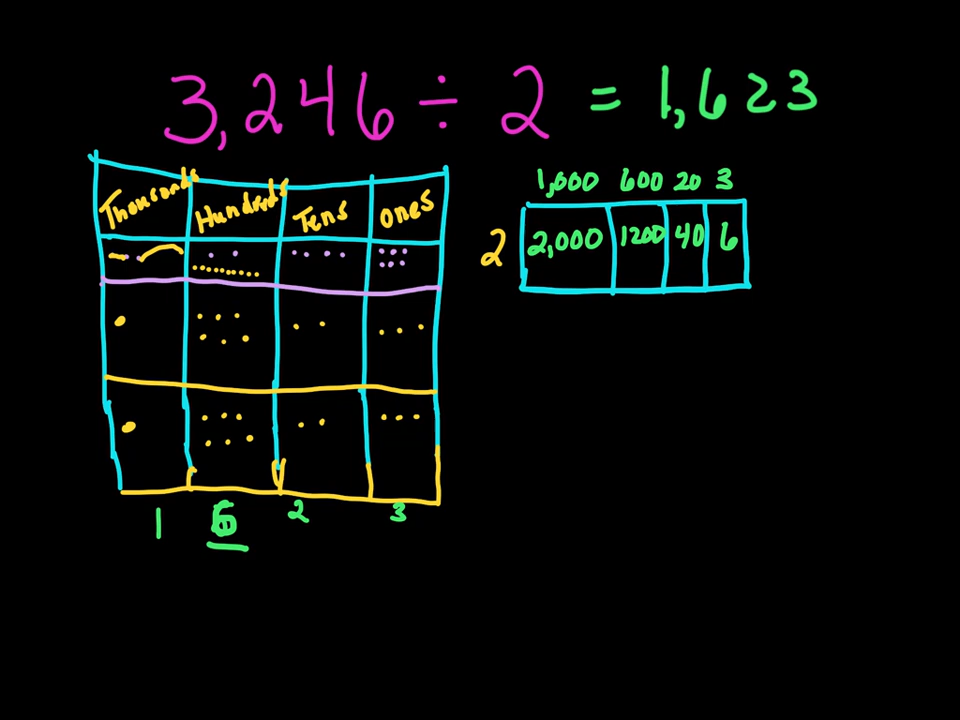 3,246 ÷ 2 = 1,623
Thousands Hundreds Tens ones
1 6 2 3
1,000 600 20 3
2 2,000 1200 40 6